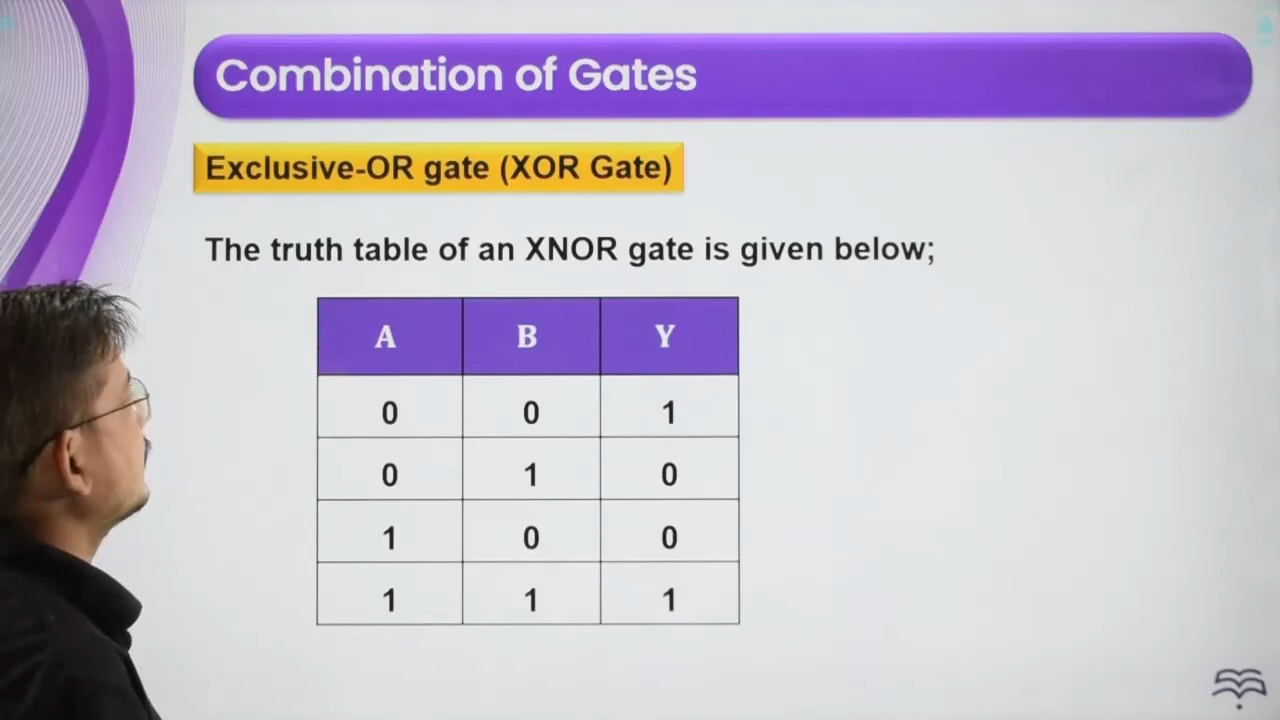 Combination of Gates
Exclusive-OR gate (XOR Gate)
The truth table of an XNOR gate is given below;
A B Y
0 0 1
0 1 0
1 0 0
1 1 1